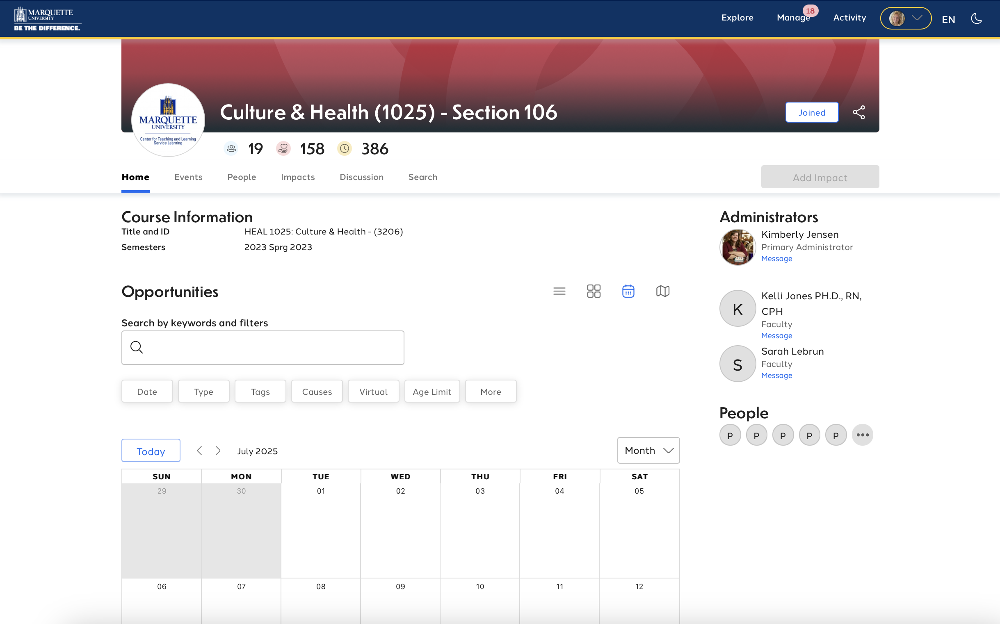 MARQUETTE
UNIVERSITY
BE THE DIFFERENCE.
Explore
Manage
18
Activity
EN
MARQUETTE
UNIVERSITY
Center for Teaching and Learning
Service Learning
Culture & Health (1025) - Section 106
Joined
19
158
386
Home
Events
People
Impacts
Discussion
Search
Add Impact
Course Information
Title and ID
HEAL 1025: Culture & Health - (3206)
Semesters
2023 Sprg 2023
Opportunities
Search by keywords and filters
Date
Type
Tags
Causes
Virtual
Age Limit
More
Today
July 2025
Month
SUN
MON
TUE
WED
THU
FRI
SAT
29
30
01
02
03
04
05
06
07
08
09
10
11
12
Administrators
Kimberly Jensen
Primary Administrator
Message
K
Kelli Jones PH.D., RN,
CPH
Faculty
Message
S
Sarah Lebrun
Faculty
Message
People
P
P
P
P
P